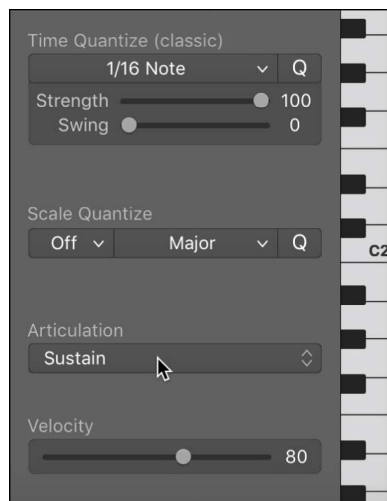 Time Quantize (classic)
1/16 Note Q
Strength 100
Swing 0
Scale Quantize
Off Major Q
C2
Articulation
Sustain
Velocity
80